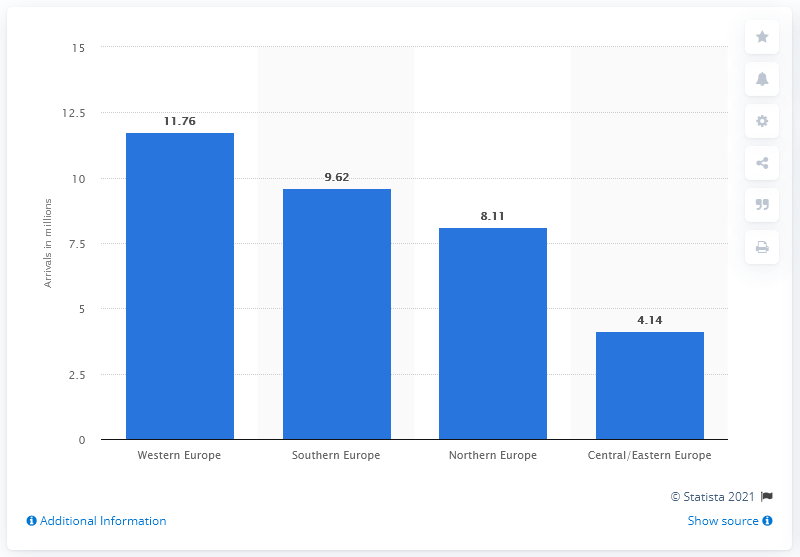 15
12.5
10
7.5
5
2.5
0
Arrivals in millions
11.76
9.62
8.11
4.14
Western Europe
Southern Europe
Northern Europe
Central/Eastern Europe
© Statista 2021
Additional Information
Show source